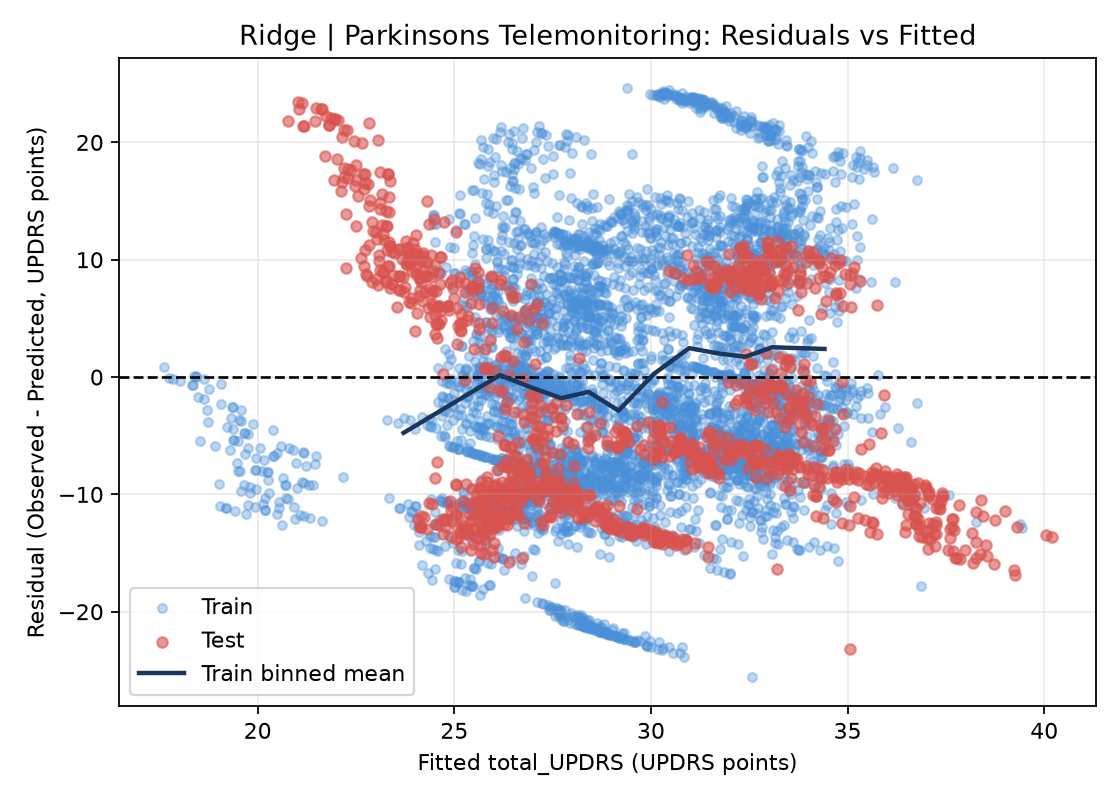 Ridge | Parkinsons Telemonitoring: Residuals vs Fitted
Residual (Observed - Predicted, UPDRS points)
20
10
0
−10
−20
Train
Test
Train binned mean
20
25
30
35
40
Fitted total_UPDRS (UPDRS points)